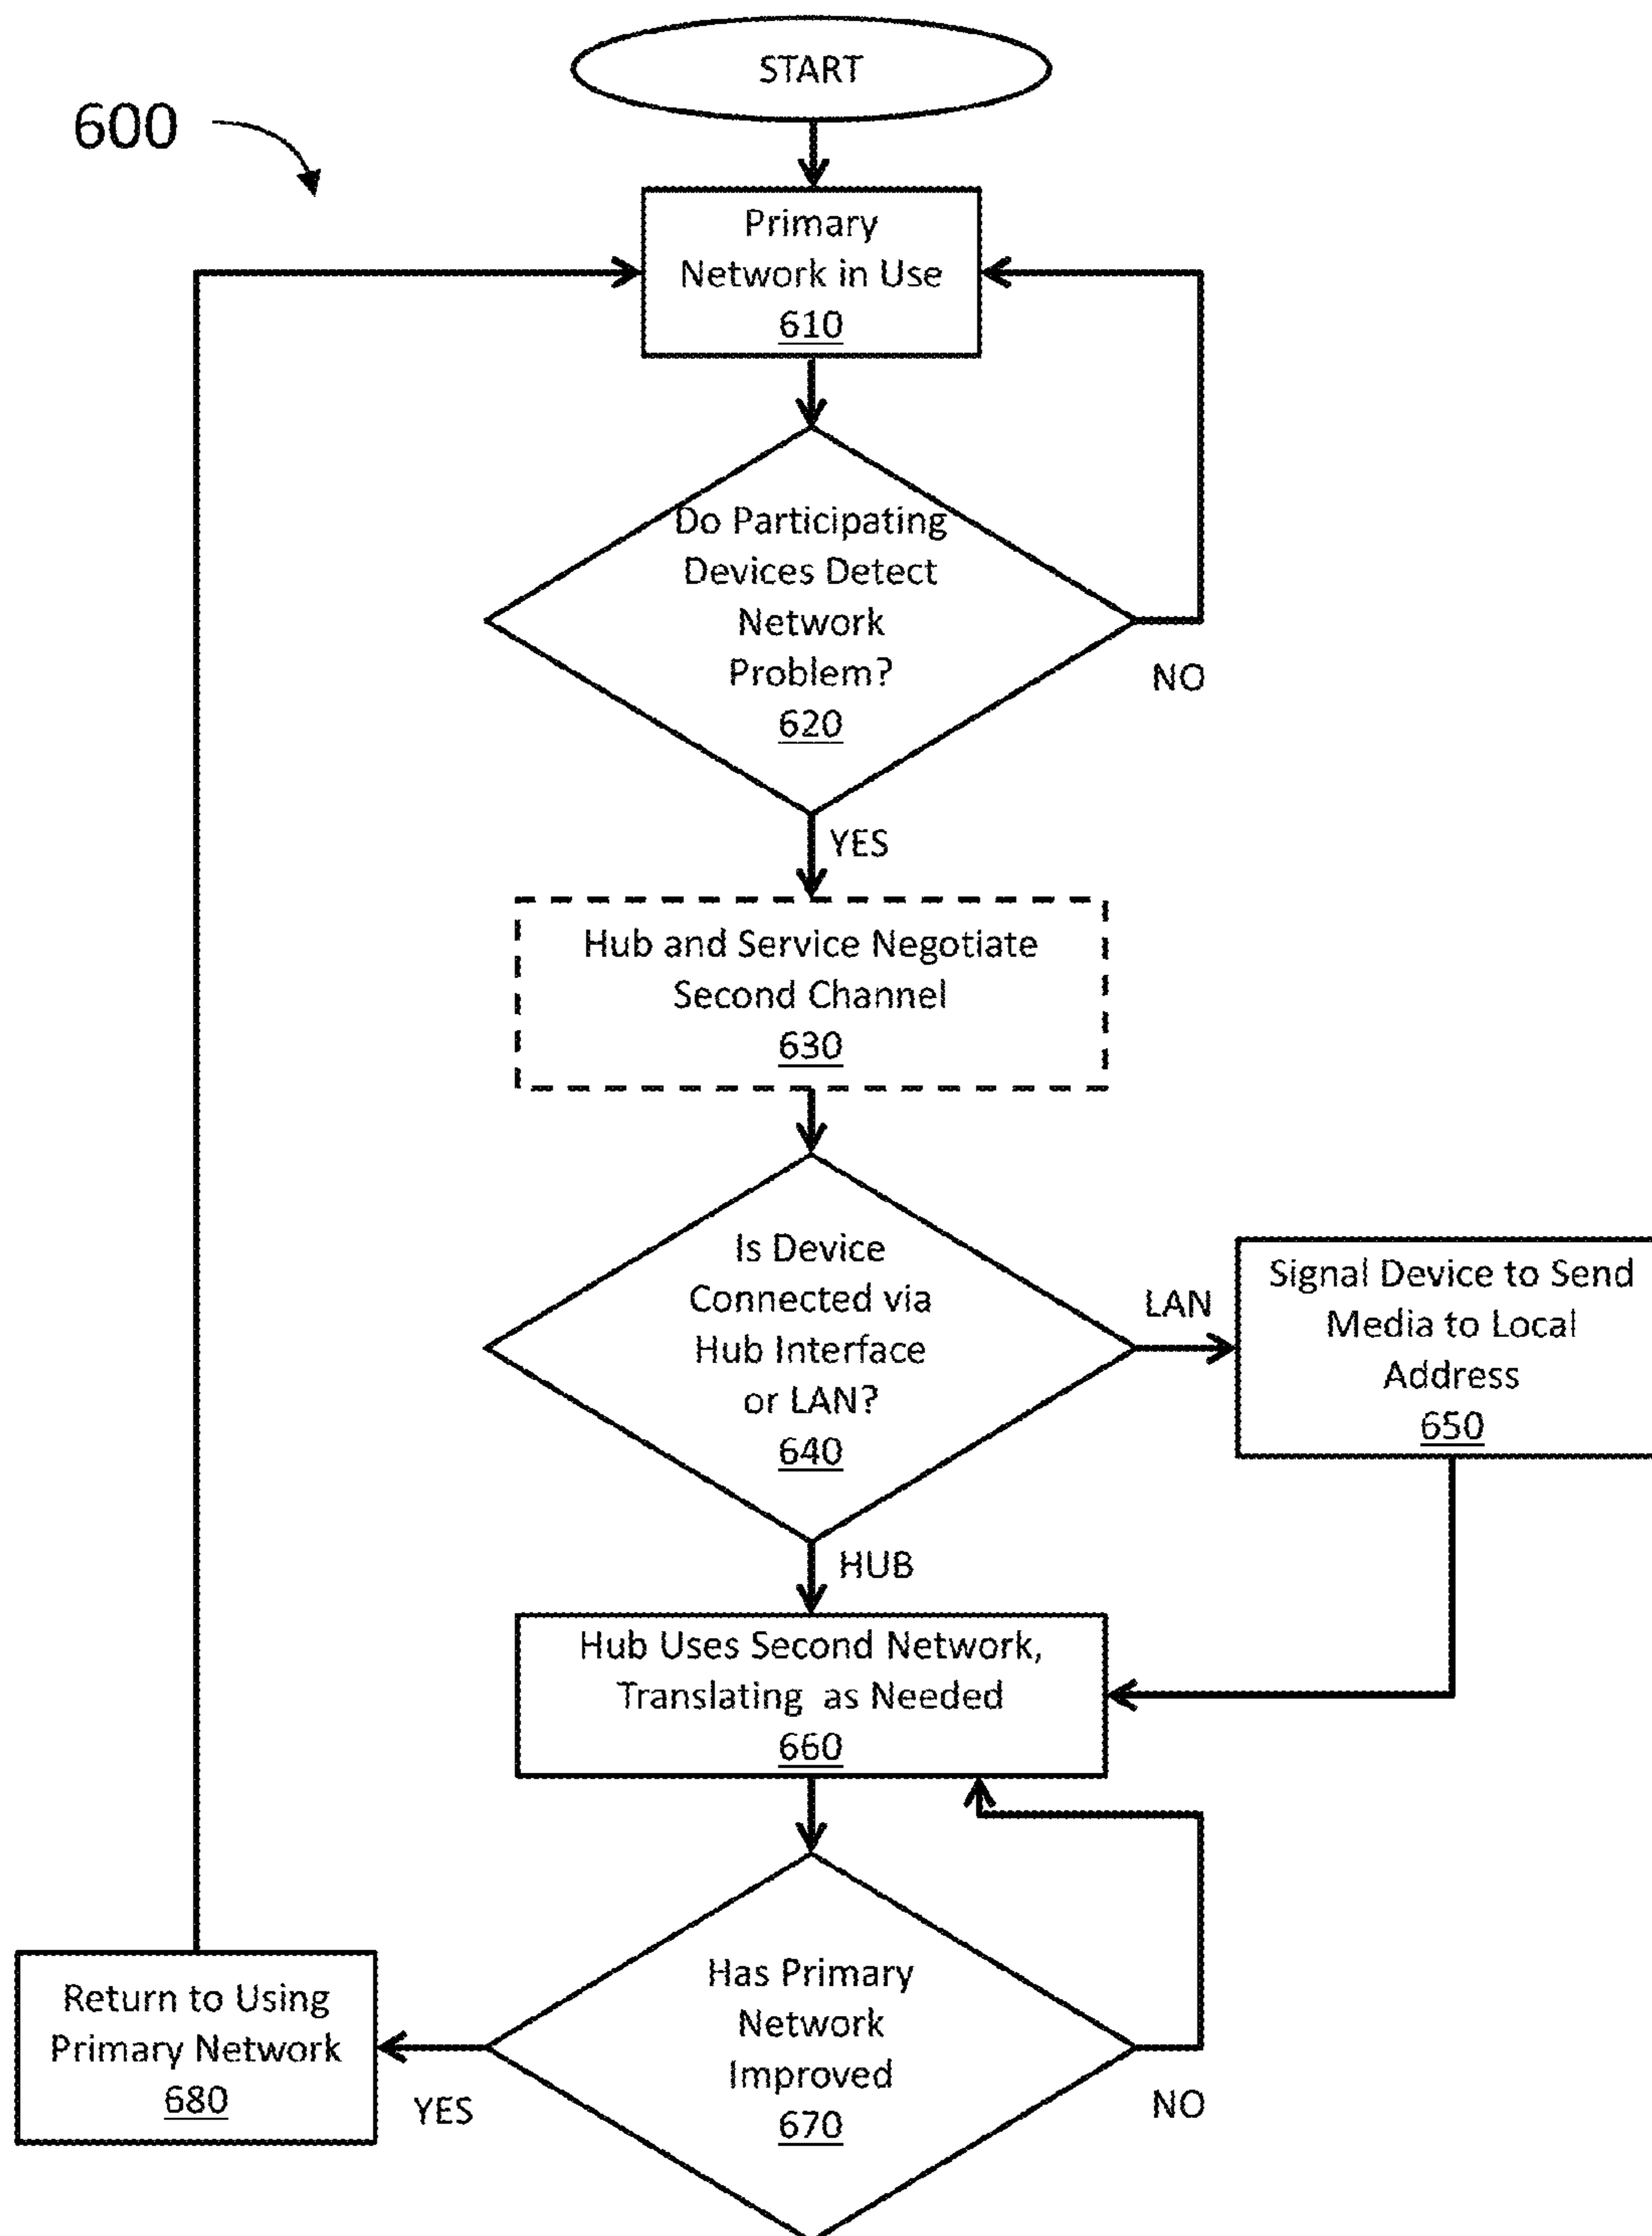 START
600
Primary
Network in Use
610
Do Participating
Devices Detect
Network
Problem?
620
NO
YES
Hub and Service Negotiate
Second Channel
630
Is Device
Connected via
Hub Interface
or LAN?
640
LAN
Signal Device to Send
Media to Local
Address
650
HUB
Hub Uses Second Network,
Translating as Needed
660
Has Primary
Network
Improved
670
NO
YES
Return to Using
Primary Network
680